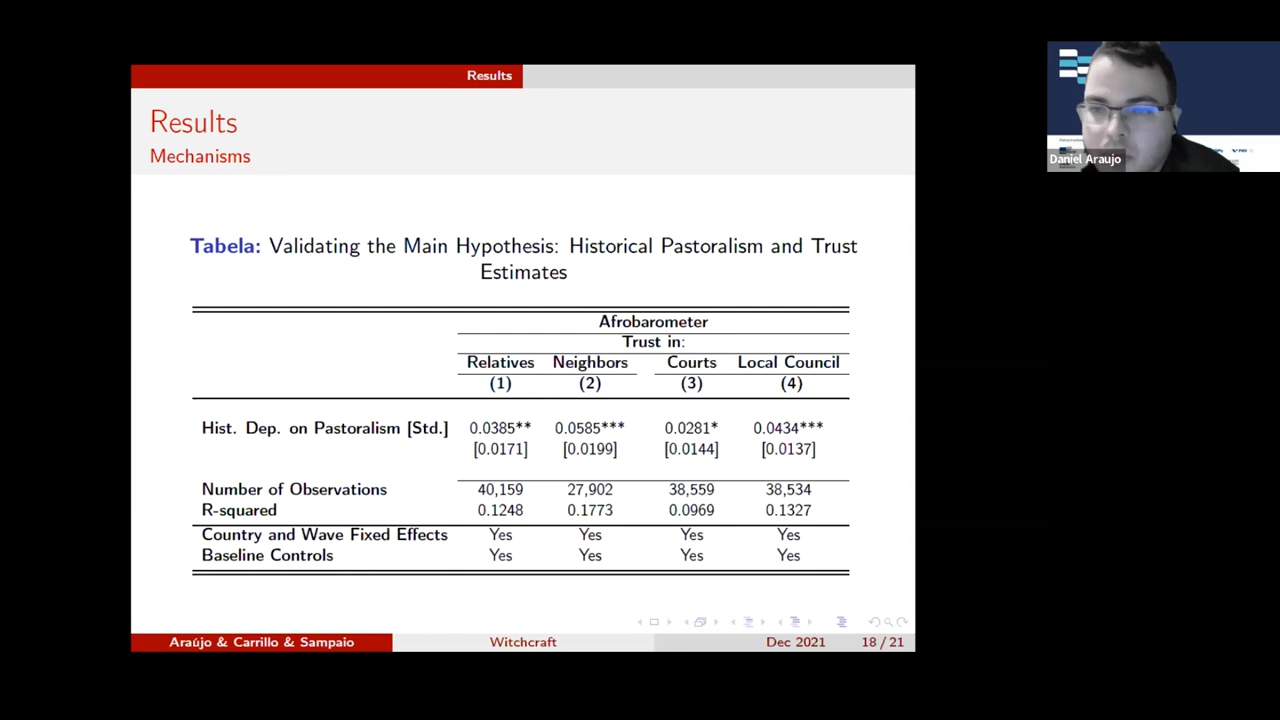 Results
Results
Mechanisms
Tabela: Validating the Main Hypothesis: Historical Pastoralism and Trust
Estimates
Afrobarometer
Trust in:
Relatives Neighbors Courts Local Council
(1) (2) (3) (4)
Hist. Dep. on Pastoralism [Std.] 0.0385** 0.0585*** 0.0281* 0.0434***
[0.0171] [0.0199] [0.0144] [0.0137]
Number of Observations 40,159 27,902 38,559 38,534
R-squared 0.1248 0.1773 0.0969 0.1327
Country and Wave Fixed Effects Yes Yes Yes Yes
Baseline Controls Yes Yes Yes Yes
Araújo & Carrillo & Sampaio Witchcraft Dec 2021 18 / 21
Daniel Araujo